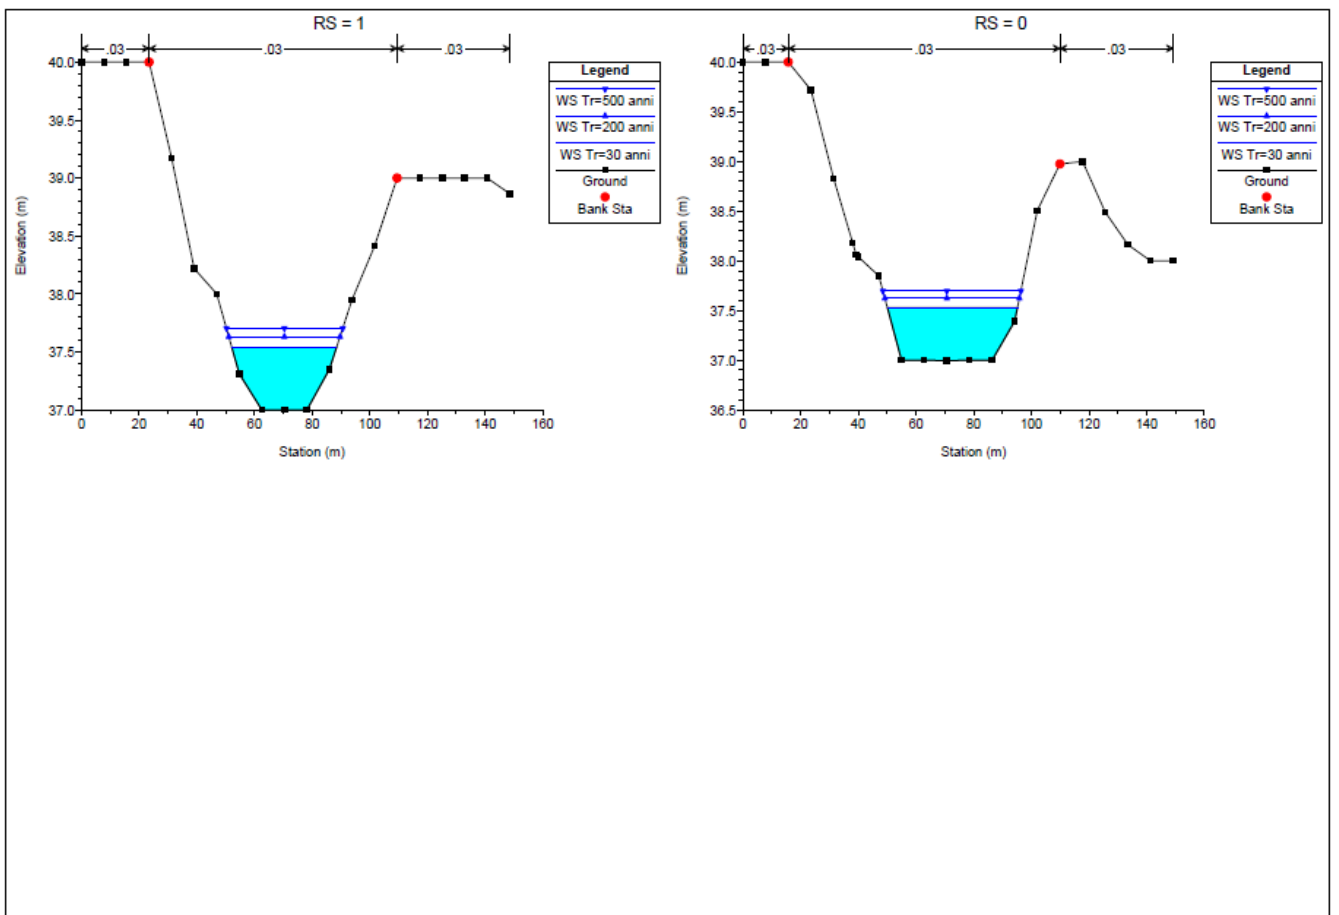 RS = 1
.03 .03 .03
Legend
WS Tr=500 anni
WS Tr=200 anni
WS Tr=30 anni
Ground
Bank Sta
Elevation (m)
40.0
39.5
39.0
38.5
38.0
37.5
37.0
0 20 40 60 80 100 120 140 160
Station (m)
RS = 0
.03 .03 .03
Legend
WS Tr=500 anni
WS Tr=200 anni
WS Tr=30 anni
Ground
Bank Sta
Elevation (m)
40.0
39.5
39.0
38.5
38.0
37.5
37.0
36.5
0 20 40 60 80 100 120 140 160
Station (m)